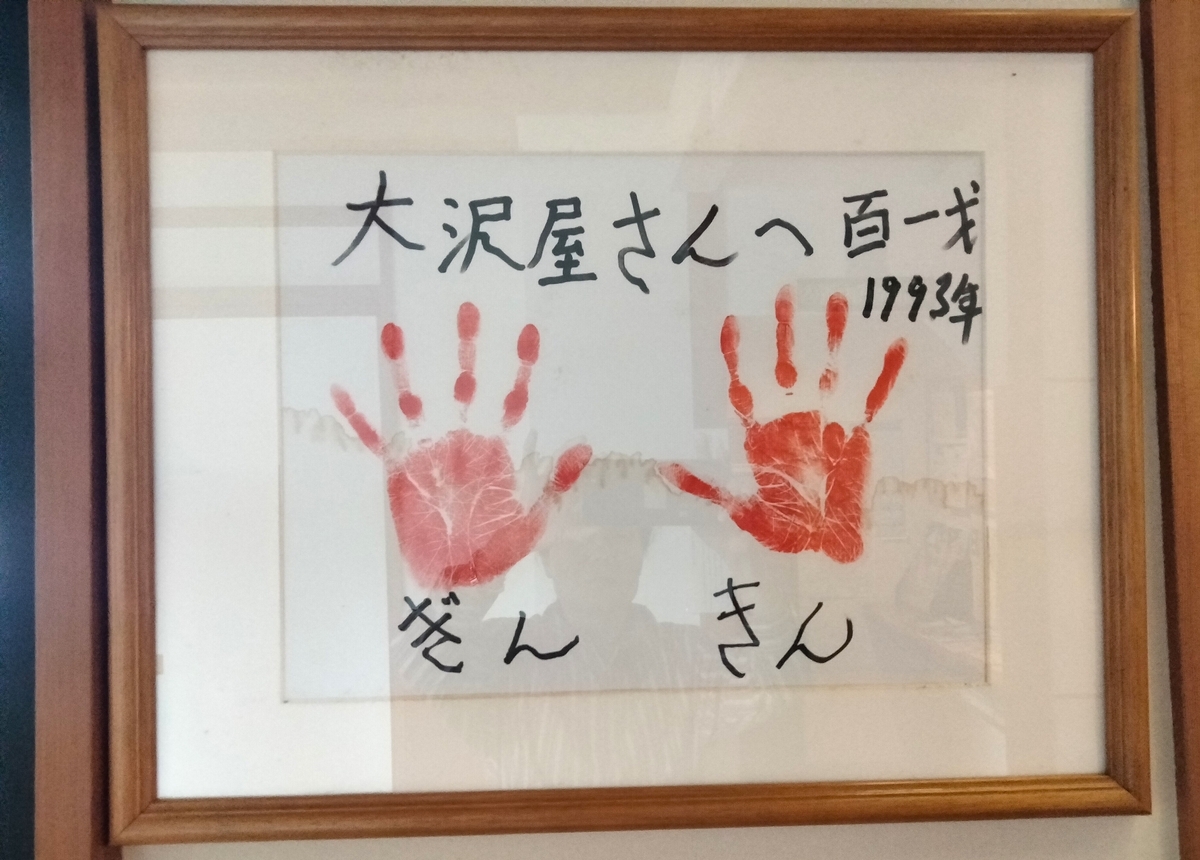 大沢屋さんへ 百一才
1993年
ぎん きん